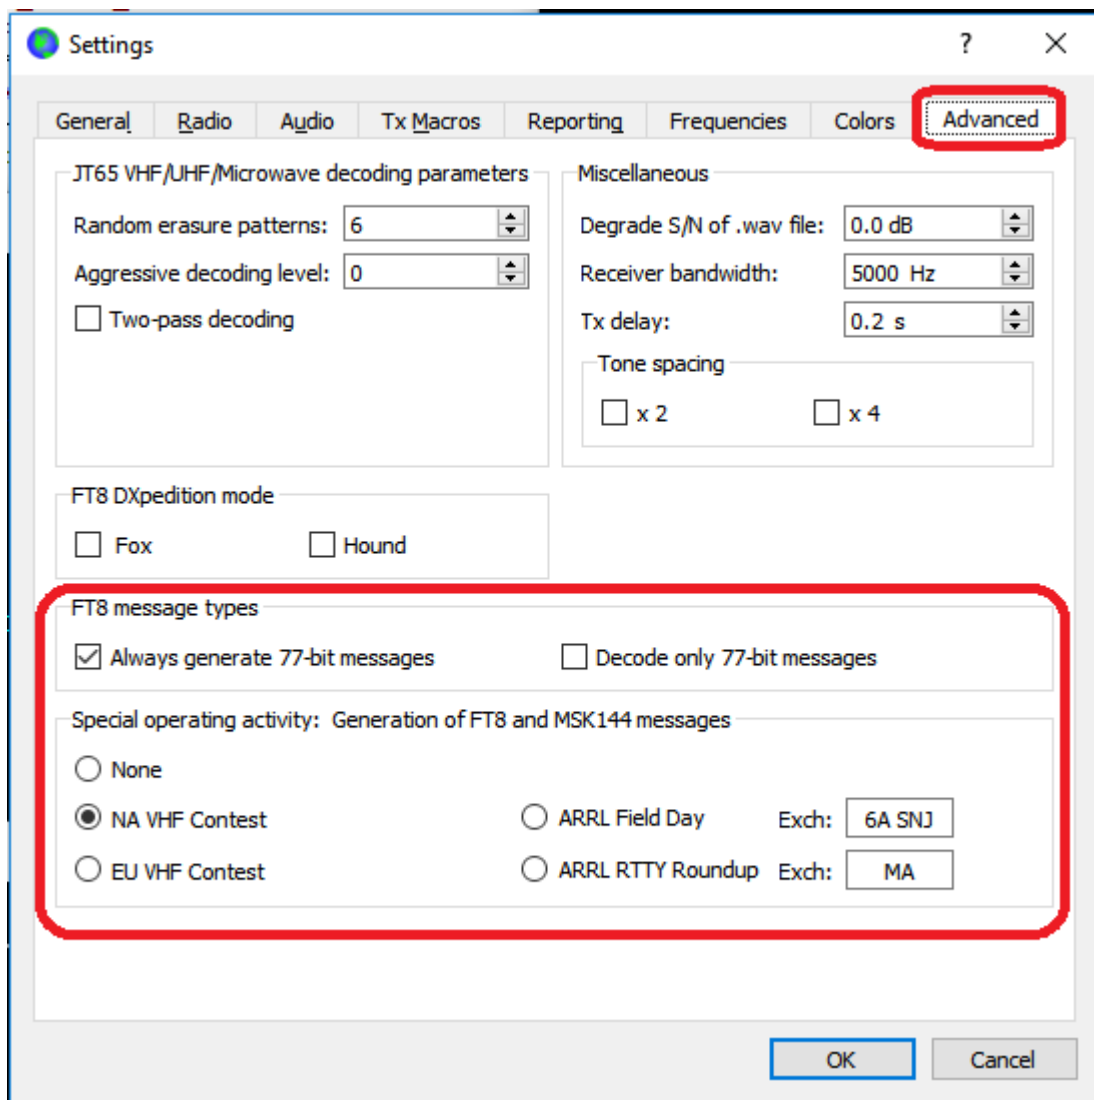 Settings
?
General Radio Audio Tx Macros Reporting Frequencies Colors Advanced
JT65 VHF/UHF/Microwave decoding parameters
Random erasure patterns: 6
Aggressive decoding level: 0
Two-pass decoding
Miscellaneous
Degrade S/N of .wav file: 0.0 dB
Receiver bandwidth: 5000 Hz
Tx delay: 0.2 s
Tone spacing
x 2 x 4
FT8 DXpedition mode
Fox Hound
FT8 message types
Always generate 77-bit messages Decode only 77-bit messages
Special operating activity: Generation of FT8 and MSK144 messages
None
NA VHF Contest ARRL Field Day Exch: 6A SNJ
EU VHF Contest ARRL RTTY Roundup Exch: MA
OK Cancel